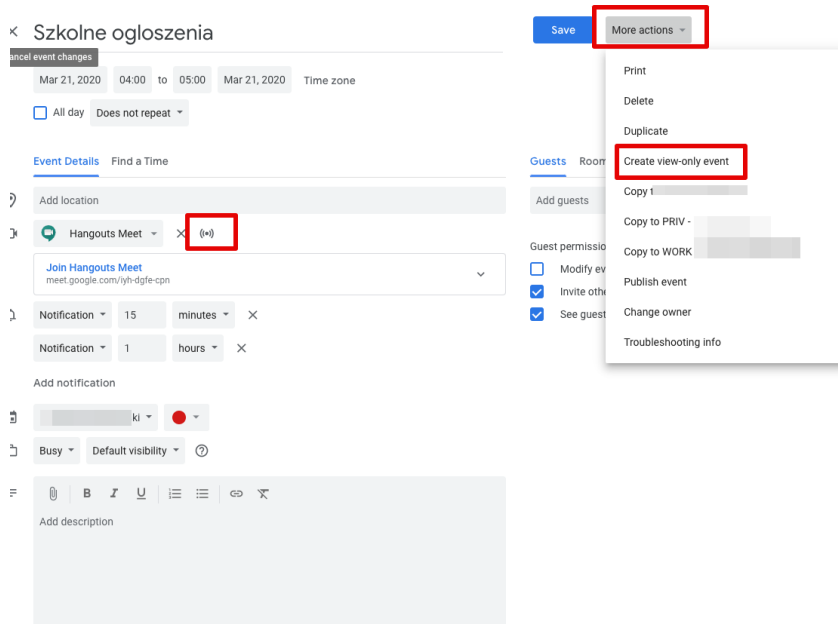 Szkolne ogloszenia
Save
More actions
ancel event changes
Mar 21, 2020 04:00 to 05:00 Mar 21, 2020 Time zone
All day Does not repeat
Print
Delete
Duplicate
Create view-only event
Copy
Copy to PRIV -
Copy to WORK
Publish event
Change owner
Troubleshooting info
Event Details Find a Time
Guests Room
Add location
Add guests
Hangouts Meet
Guest permissio
Join Hangouts Meet
meet.google.com/iyh-dgfe-cpn
Modify ev
Invite othe
See guest
Notification 15 minutes
Notification 1 hours
Add notification
ki
Busy Default visibility
B I U
Add description